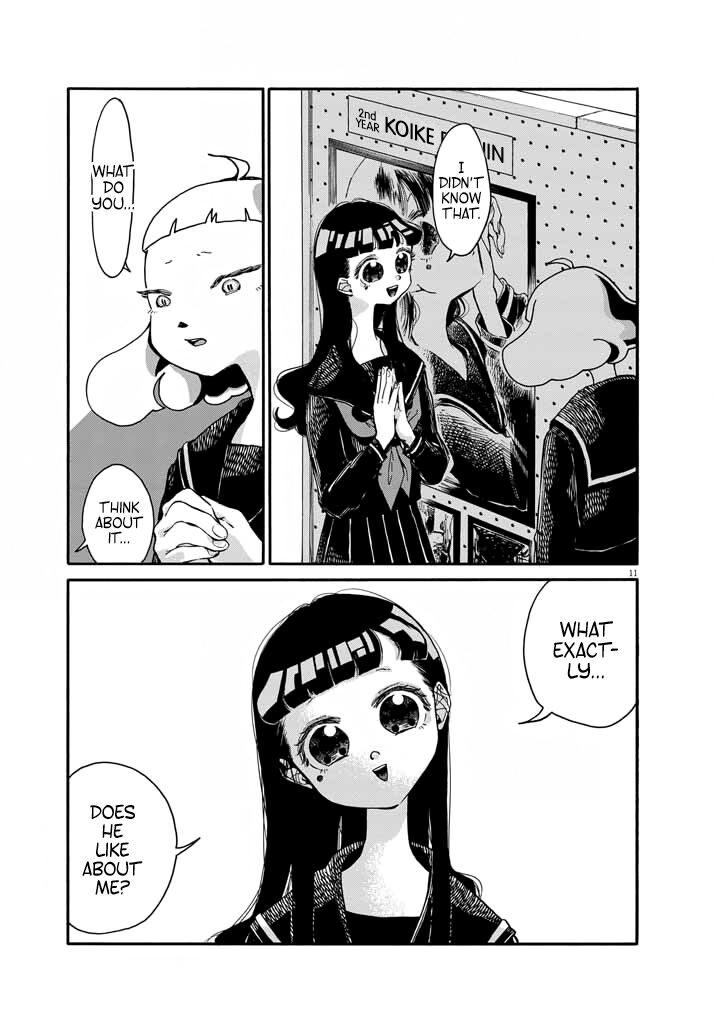 2nd
YEAR KOIKE
I
DIDN'T
KNOW
THAT.
WHAT
DO
YOU...
THINK
ABOUT
IT...
11
WHAT
EXACT-
LY...
DOES
HE
LIKE
ABOUT
ME?